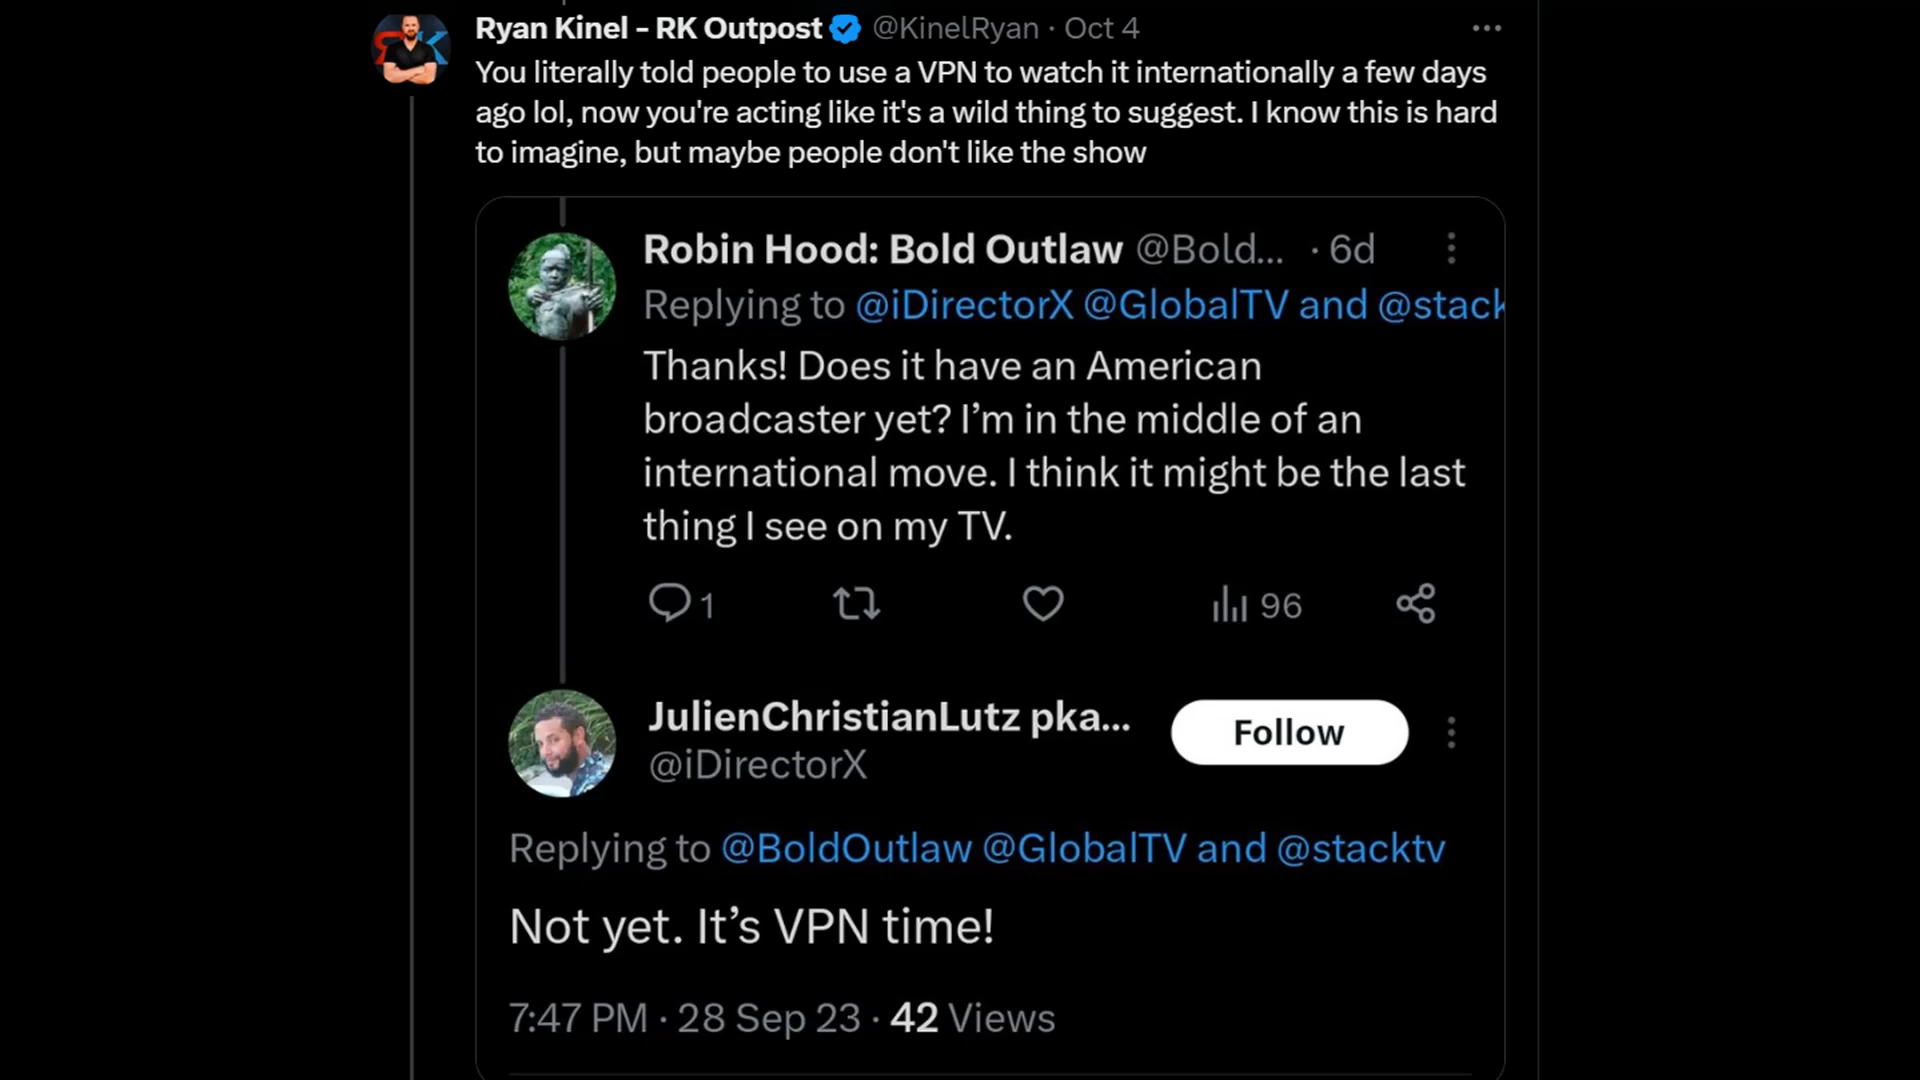 Ryan Kinel - RK Outpost @KinelRyan · Oct 4
You literally told people to use a VPN to watch it internationally a few days
ago lol, now you're acting like it's a wild thing to suggest. I know this is hard
to imagine, but maybe people don't like the show
Robin Hood: Bold Outlaw @Bold... · 6d
Replying to @iDirectorX @GlobalTV and @stack
Thanks! Does it have an American
broadcaster yet? I’m in the middle of an
international move. I think it might be the last
thing I see on my TV.
1 96
JulienChristianLutz pka...
Follow
@iDirectorX
Replying to @BoldOutlaw @GlobalTV and @stacktv
Not yet. It’s VPN time!
7:47 PM · 28 Sep 23 · 42 Views